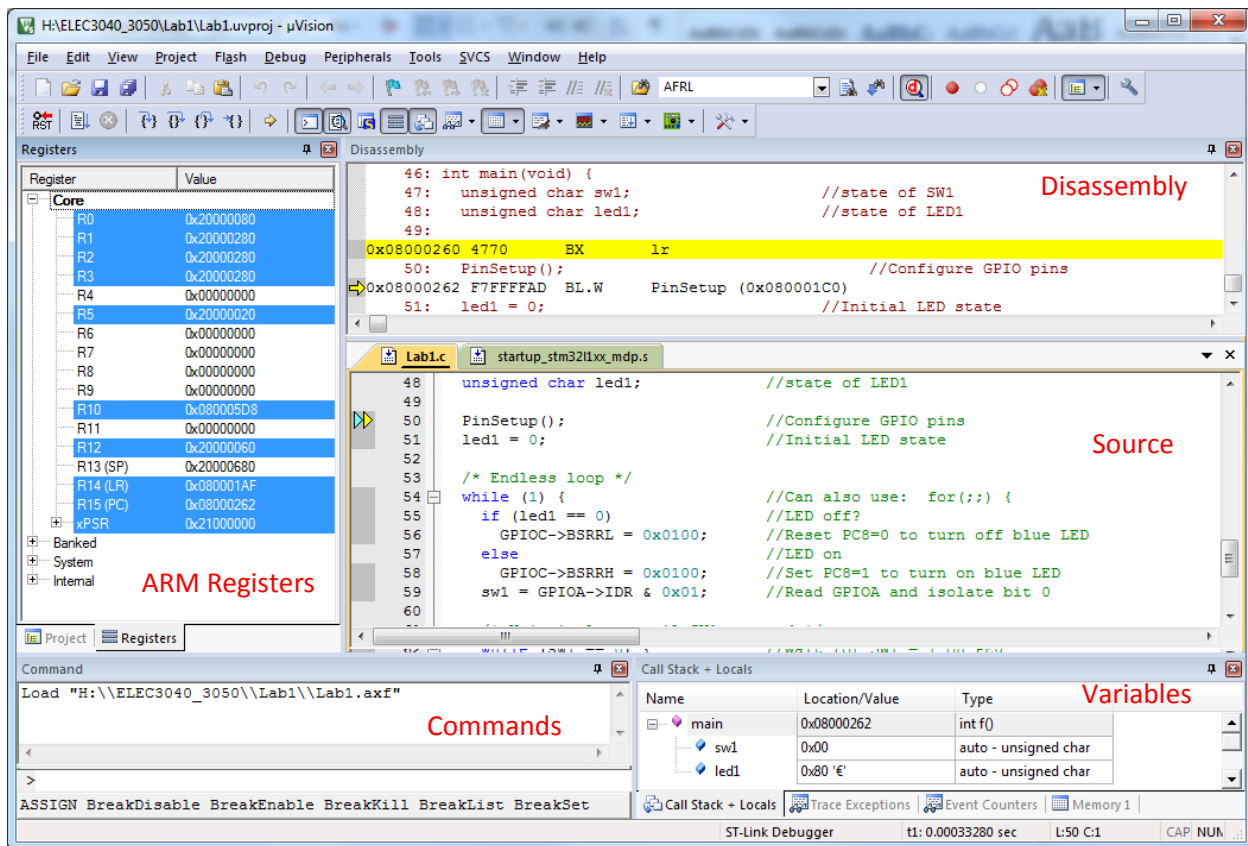 H:\ELEC3040_3050\Lab1\Lab1.uvproj - µVision
File Edit View Project Flash Debug Peripherals Tools SVCS Window Help
AFRL
RST
Registers
Register Value
Core
R0 0x20000080
R1 0x20000280
R2 0x20000280
R3 0x20000280
R4 0x00000000
R5 0x20000020
R6 0x00000000
R7 0x00000000
R8 0x00000000
R9 0x00000000
R10 0x080005D8
R11 0x00000000
R12 0x20000060
R13 (SP) 0x20000680
R14 (LR) 0x080001AF
R15 (PC) 0x08000262
xPSR 0x21000000
Banked
System
Internal
ARM Registers
Project Registers
Disassembly
46: int main(void) {
47: unsigned char sw1; //state of SW1
Disassembly
48: unsigned char led1; //state of LED1
49:
0x08000260 4770 BX lr
50: PinSetup(); //Configure GPIO pins
0x08000262 F7FFFFAD BL.W PinSetup (0x080001C0)
51: led1 = 0; //Initial LED state
Lab1.c startup_stm32l1xx_mdp.s
48 unsigned char led1; //state of LED1
49
50 PinSetup(); //Configure GPIO pins
51 led1 = 0; //Initial LED state
Source
52
53 /* Endless loop */
54 while (1) { //Can also use: for(;;) {
55 if (led1 == 0) //LED off?
56 GPIOC->BSRRL = 0x0100; //Reset PC8=0 to turn off blue LED
57 else //LED on
58 GPIOC->BSRRH = 0x0100; //Set PC8=1 to turn on blue LED
59 sw1 = GPIOA->IDR & 0x01; //Read GPIOA and isolate bit 0
60
Command
Load "H:\\ELEC3040_3050\\Lab1\\Lab1.axf"
Commands
>
ASSIGN BreakDisable BreakEnable BreakKill BreakList BreakSet
Call Stack + Locals
Variables
Name Location/Value Type
main 0x08000262 int f()
sw1 0x00 auto - unsigned char
led1 0x80 '€' auto - unsigned char
Call Stack + Locals Trace Exceptions Event Counters Memory 1
ST-Link Debugger t1: 0.00033280 sec L:50 C:1 CAP NUM